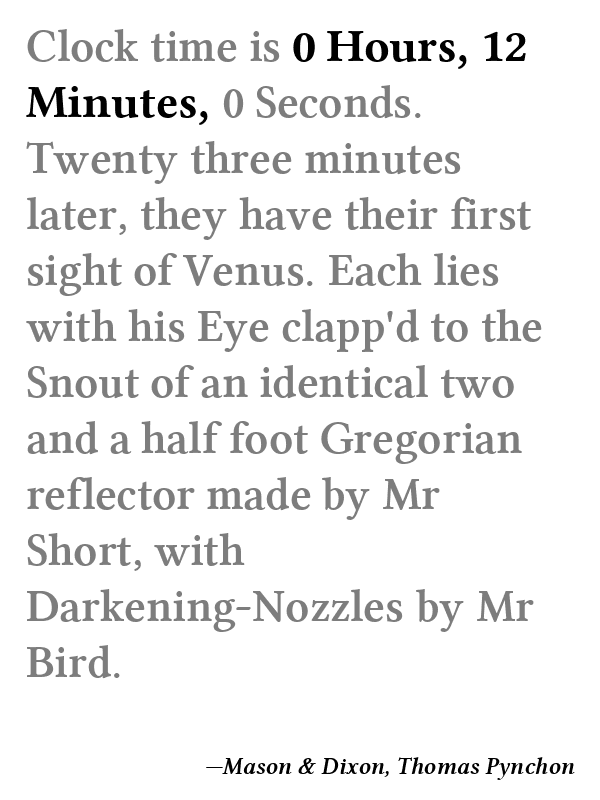 Clock time is 0 Hours, 12
Minutes, 0 Seconds.
Twenty three minutes
later, they have their first
sight of Venus. Each lies
with his Eye clapp'd to the
Snout of an identical two
and a half foot Gregorian
reflector made by Mr
Short, with
Darkening-Nozzles by Mr
Bird.
—Mason & Dixon, Thomas Pynchon